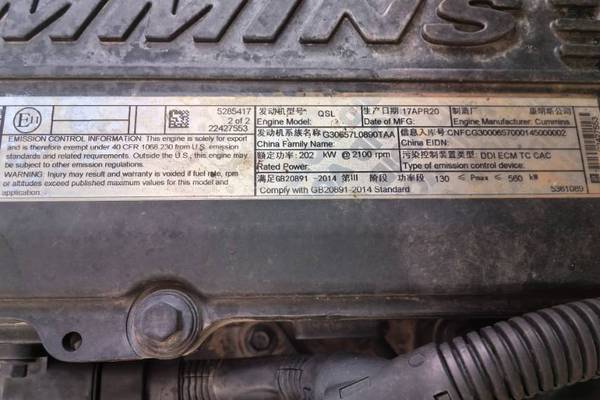 MMINS
E11
5285417
2 of 2
22427553
EMISSION CONTROL INFORMATION: This engine is solely for export
and is therefore exempt under 40 CFR 1068.230 from U.S. emission
standards and related requirements. Outside the U.S., this engine may
be subject to other emission regulations.
WARNING: Injury may result and warranty is voided if fuel rate, rpm
or altitudes exceed published maximum values for this model and
application.
发动机型号: QSL
Engine Model:
生产日期: 17APR20
Date of MFG:
制造厂: 康明斯公司
Engine Manufacturer: Cummins
发动机系族名称: G30657L0890TAA
China Family Name:
信息入库号: CNFCG3000657000145000002
China EIDN:
额定功率: 202 kW @ 2100 rpm
Rated Power:
污染控制装置类型: DDI ECM TC CAC
Type of emission control device:
满足GB20891 -2014 第III 阶段 功率段 130 ≤ Pmax ≤ 560 kW
Comply with GB20891-2014 Standard
5361089